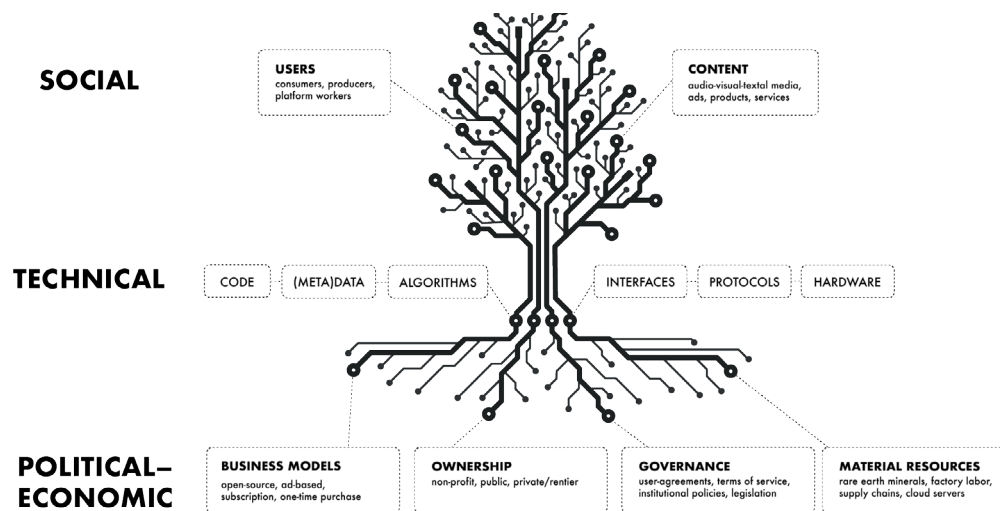 SOCIAL
USERS
consumers, producers,
platform workers
CONTENT
audio-visual-textal media,
ads, products, services
TECHNICAL
CODE
(META)DATA
ALGORITHMS
INTERFACES
PROTOCOLS
HARDWARE
POLITICAL–
ECONOMIC
BUSINESS MODELS
open-source, ad-based,
subscription, one-time purchase
OWNERSHIP
non-profit, public, private/rentier
GOVERNANCE
user-agreements, terms of service,
institutional policies, legislation
MATERIAL RESOURCES
rare earth minerals, factory labor,
supply chains, cloud servers